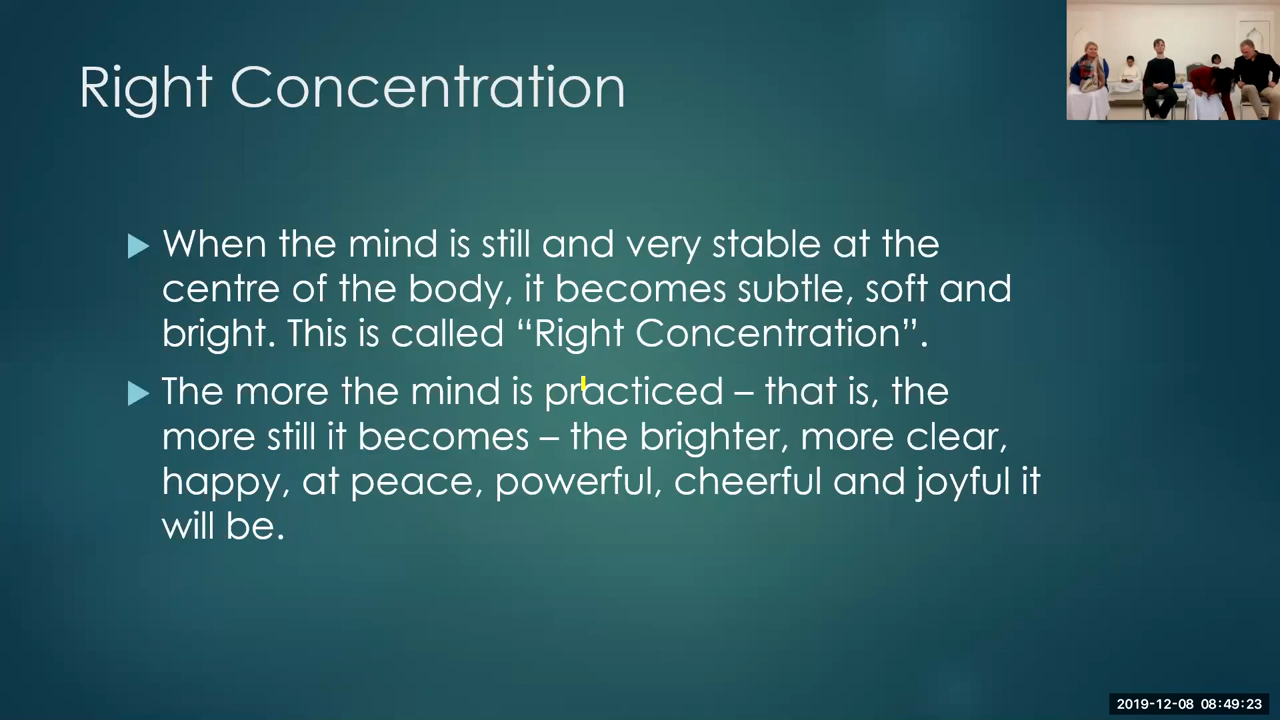 Right Concentration
When the mind is still and very stable at the
centre of the body, it becomes subtle, soft and
bright. This is called “Right Concentration”.
The more the mind is practiced – that is, the
more still it becomes – the brighter, more clear,
happy, at peace, powerful, cheerful and joyful it
will be.
2019-12-08 08:49:23